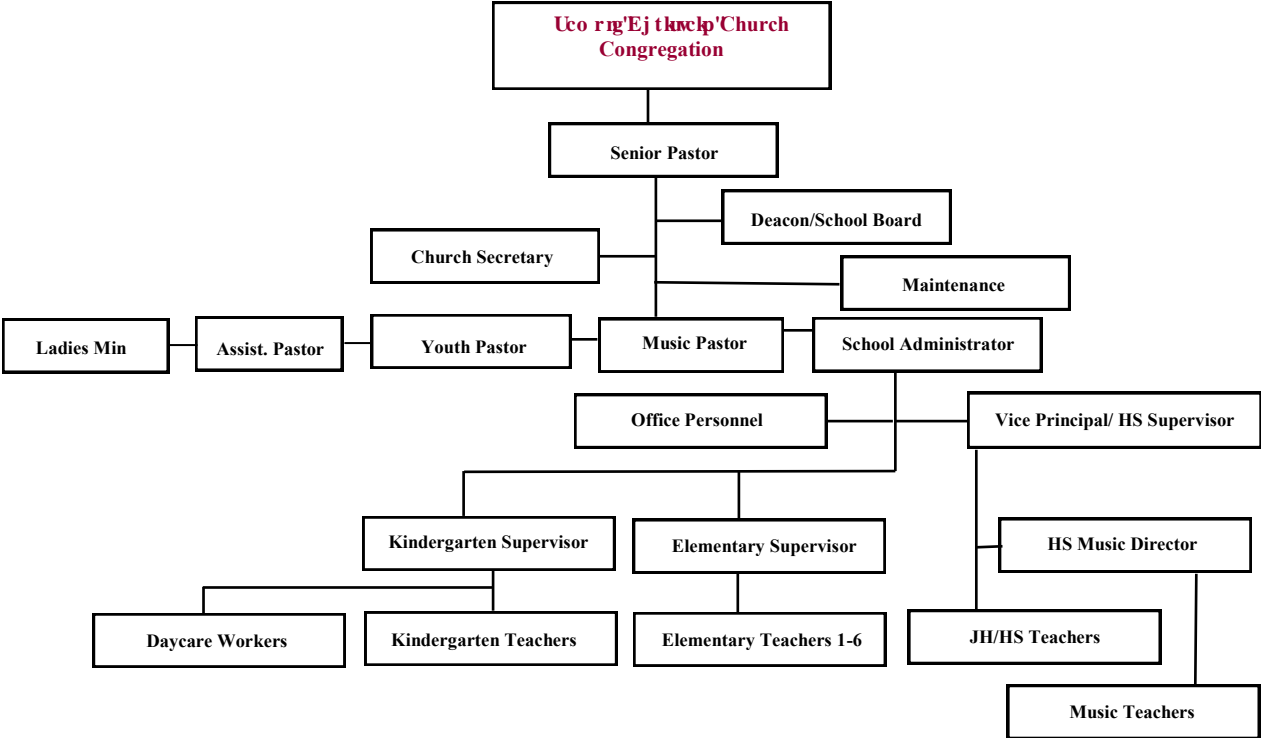 Uco rng'Ej tkuvckp'Church
Congregation
Senior Pastor
Deacon/School Board
Church Secretary
Maintenance
Ladies Min
Assist. Pastor
Youth Pastor
Music Pastor
School Administrator
Office Personnel
Vice Principal/ HS Supervisor
Kindergarten Supervisor
Elementary Supervisor
HS Music Director
Daycare Workers
Kindergarten Teachers
Elementary Teachers 1-6
JH/HS Teachers
Music Teachers